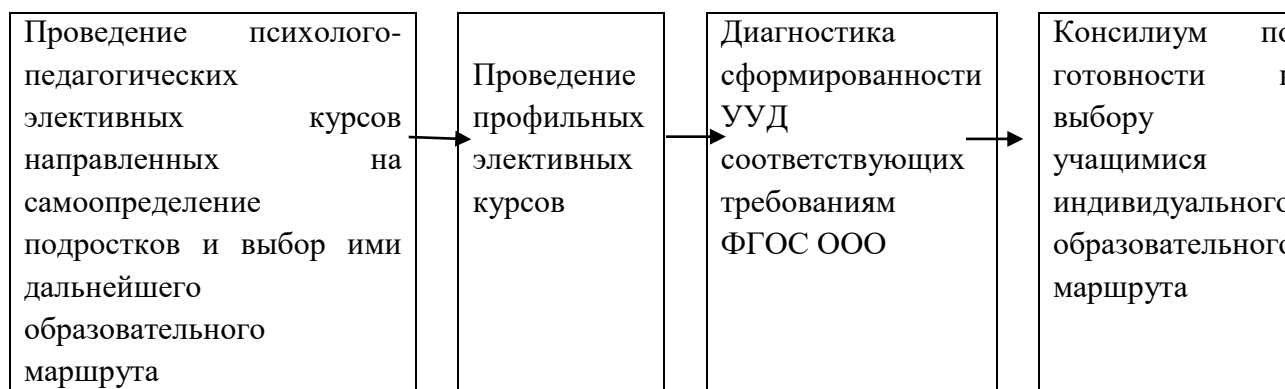 Проведение психолого-
педагогических
элективных курсов
направленных на
самоопределение
подростков и выбор ими
дальнейшего
образовательного
маршрута
Проведение
профильных
элективных
курсов
Диагностика
сформированности
УУД
соответствующих
требованиям
ФГОС ООО
Консилиум по
готовности
выбору
учащимися
индивидуального
образовательного
маршрута